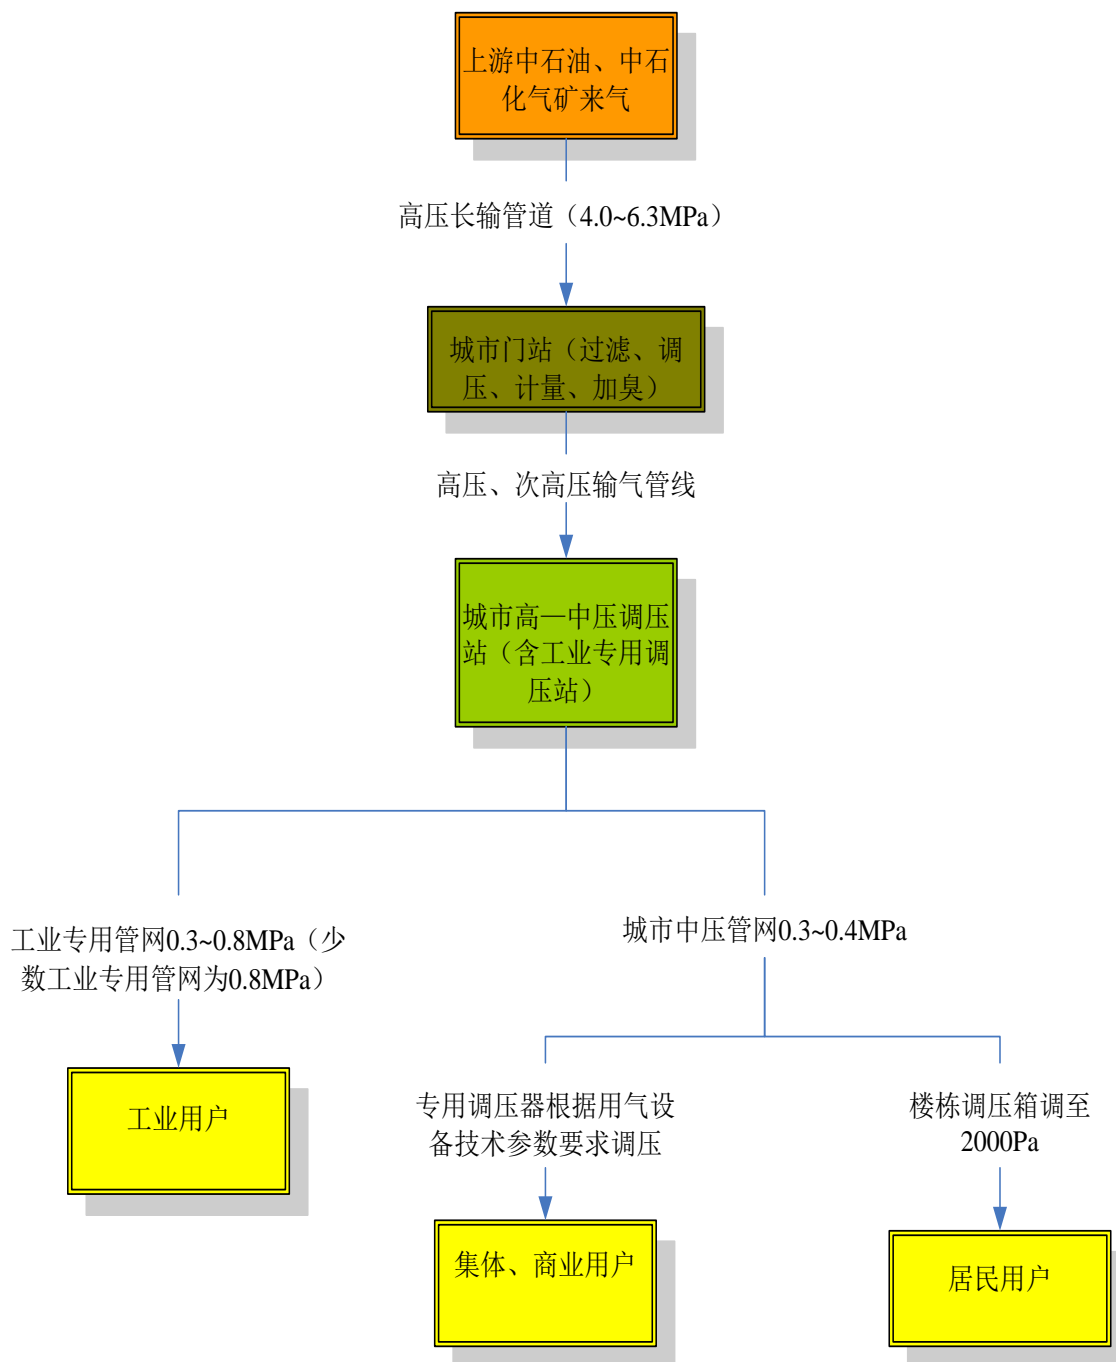 上游中石油、中石
化气矿来气
高压长输管道（4.0~6.3MPa）
城市门站（过滤、调
压、计量、加臭）
高压、次高压输气管线
城市高—中压调压
站（含工业专用调
压站）
工业专用管网0.3~0.8MPa（少
数工业专用管网为0.8MPa）
城市中压管网0.3~0.4MPa
工业用户
专用调压器根据用气设
备技术参数要求调压
楼栋调压箱调至
2000Pa
集体、商业用户
居民用户